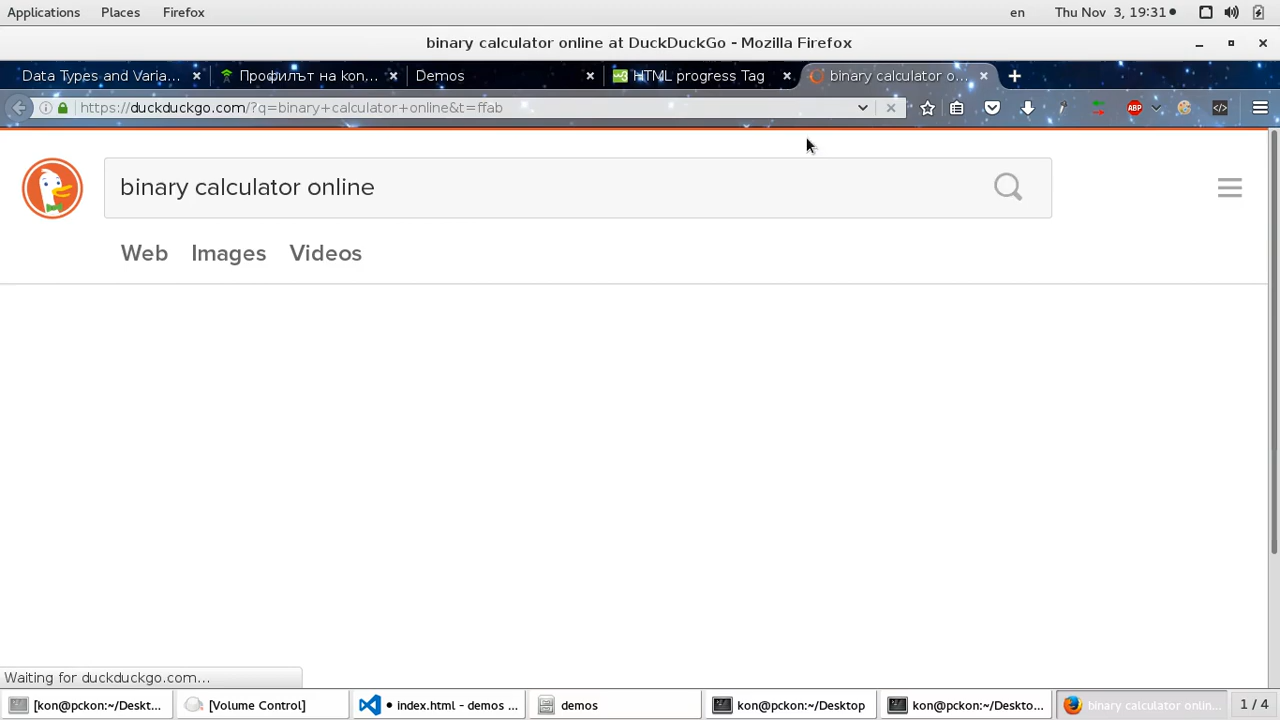 Applications Places Firefox en Thu Nov 3, 19:31
binary calculator online at DuckDuckGo - Mozilla Firefox
Data Types and Varia... Профилът на kon... Demos HTML progress Tag binary calculator o...
https://duckduckgo.com/?q=binary+calculator+online&t=ffab ABP
binary calculator online
Web Images Videos
Waiting for duckduckgo.com...
[kon@pckon:~/Deskt... [Volume Control] • index.html - demos ... demos kon@pckon:~/Desktop kon@pckon:~/Deskto... binary calculator onlin... 1 / 4